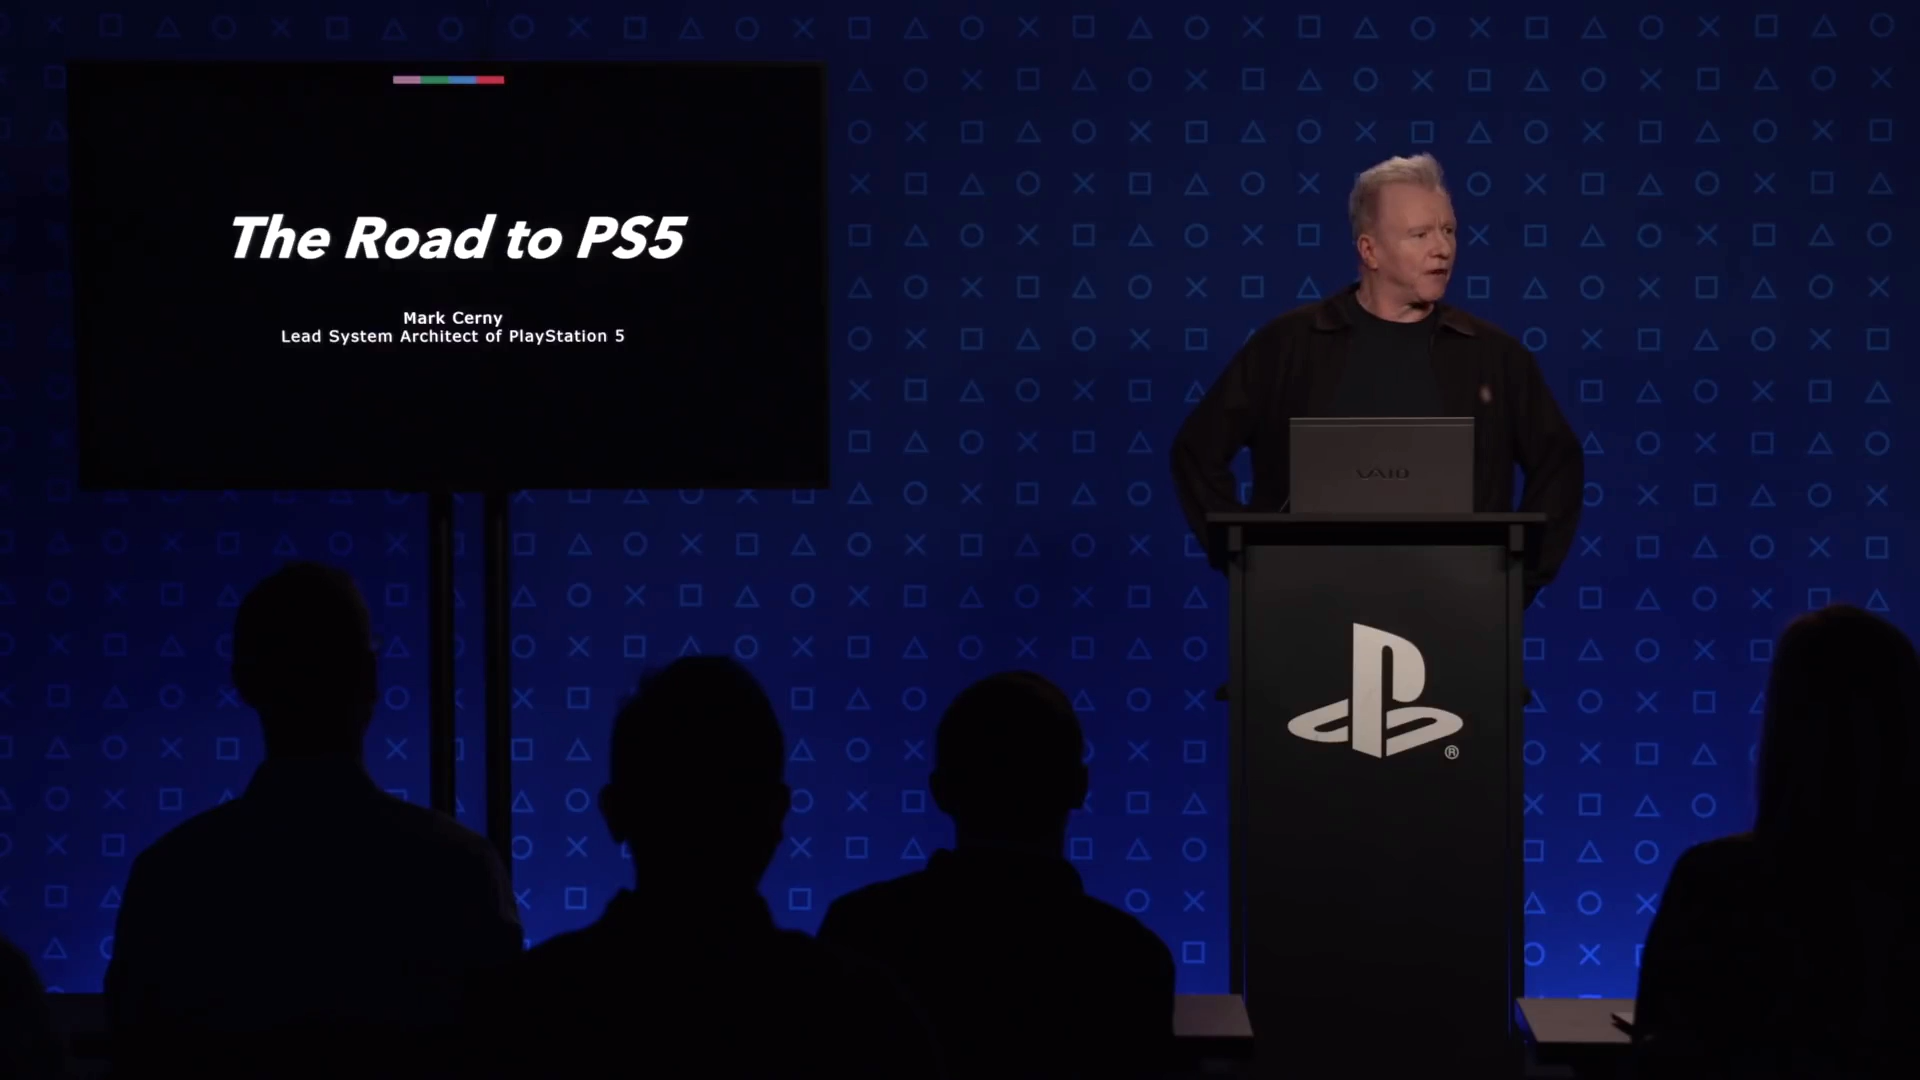 The Road to PS5
Mark Cerny
Lead System Architect of PlayStation 5
VAIO
®